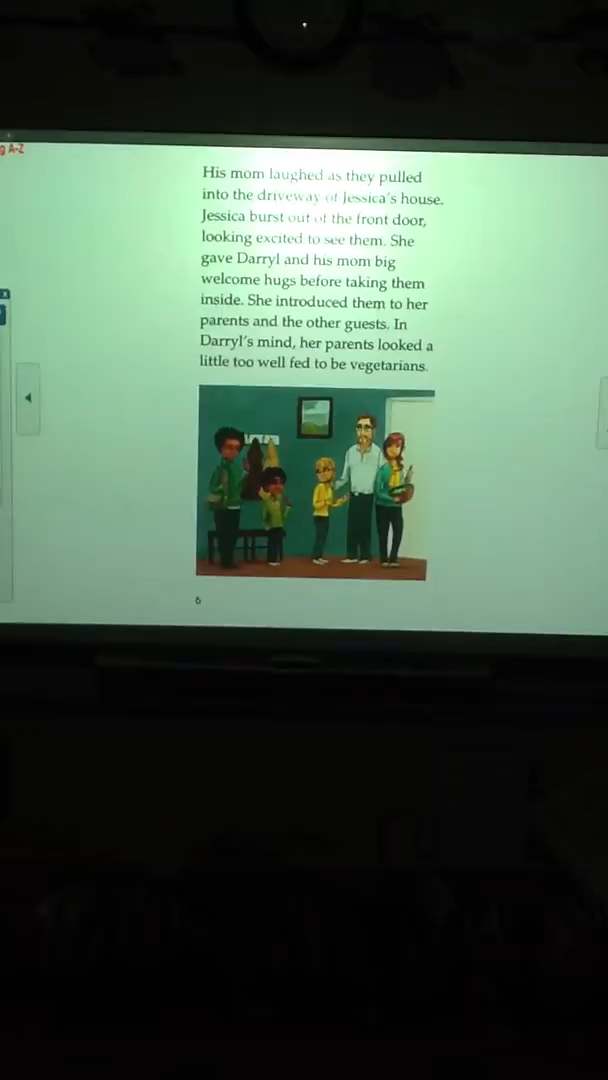 g A-Z
His mom laughed as they pulled
into the driveway of Jessica's house.
Jessica burst out of the front door,
looking excited to see them. She
gave Darryl and his mom big
welcome hugs before taking them
inside. She introduced them to her
parents and the other guests. In
Darryl's mind, her parents looked a
little too well fed to be vegetarians.
6